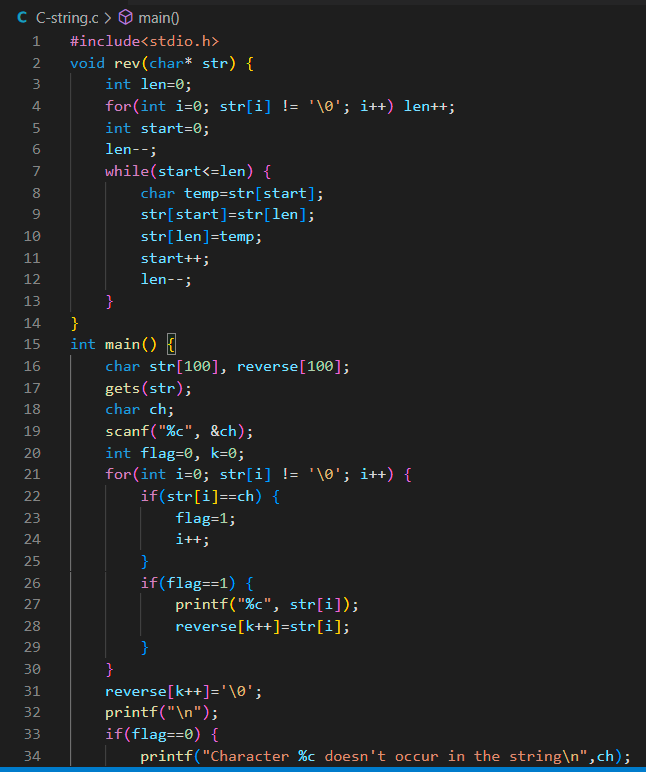 C C-string.c > main()
1 #include<stdio.h>
2 void rev(char* str) {
3 int len=0;
4 for(int i=0; str[i] != '\0'; i++) len++;
5 int start=0;
6 len--;
7 while(start<=len) {
8 char temp=str[start];
9 str[start]=str[len];
10 str[len]=temp;
11 start++;
12 len--;
13 }
14 }
15 int main() {
16 char str[100], reverse[100];
17 gets(str);
18 char ch;
19 scanf("%c", &ch);
20 int flag=0, k=0;
21 for(int i=0; str[i] != '\0'; i++) {
22 if(str[i]==ch) {
23 flag=1;
24 i++;
25 }
26 if(flag==1) {
27 printf("%c", str[i]);
28 reverse[k++]=str[i];
29 }
30 }
31 reverse[k++]='\0';
32 printf("\n");
33 if(flag==0) {
34 printf("Character %c doesn't occur in the string\n",ch);